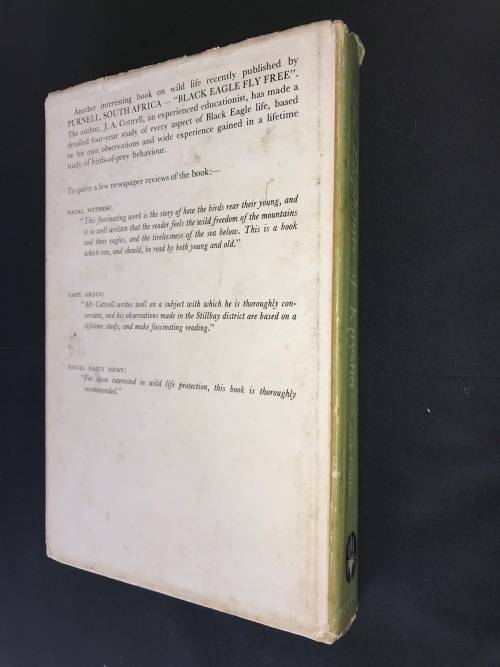 Another interesting book on wild life recently published by
PURNELL, SOUTH AFRICA — "BLACK EAGLE FLY FREE".
The author, J. A. Cottrell, an experienced educationist, has made a
detailed four-year study of every aspect of Black Eagle life, based
on his own observations and wide experience gained in a lifetime
study of birds-of-prey behaviour.
To quote a few newspaper reviews of the book:—
NATAL WITNESS:
"This fascinating work is the story of how the birds rear their young, and
is so well written that the reader feels the wild freedom of the mountains
and their eagles, and the tirelessness of the sea below. This is a book
which can, and should, be read by both young and old."
CAPE ARGUS:
"Mr Cottrell writes well on a subject with which he is thoroughly con-
versant, and his observations made in the Stillbay district are based on a
lifetime study, and make fascinating reading."
NATAL DAILY NEWS:
"For those interested in wild life protection, this book is thoroughly
recommended."
of Knysna